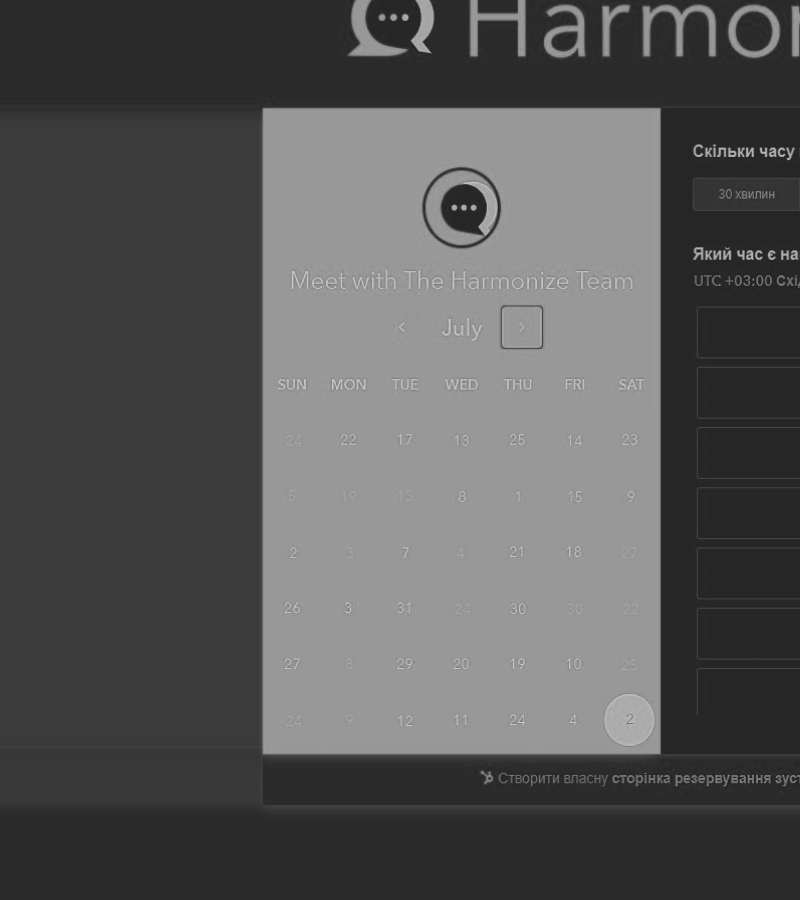 Harmon
Meet with The Harmonize Team
July
SUN MON TUE WED THU FRI SAT
24 22 17 13 25 14 23
5 19 13 8 1 15 9
2 3 7 4 21 18 27
26 3 31 24 30 30 22
27 8 29 20 19 10 25
24 9 12 11 24 4 2
Скільки часу
30 хвилин
Який час є на
UTC +03:00 Схі
Створити власну сторінка резервування зуст